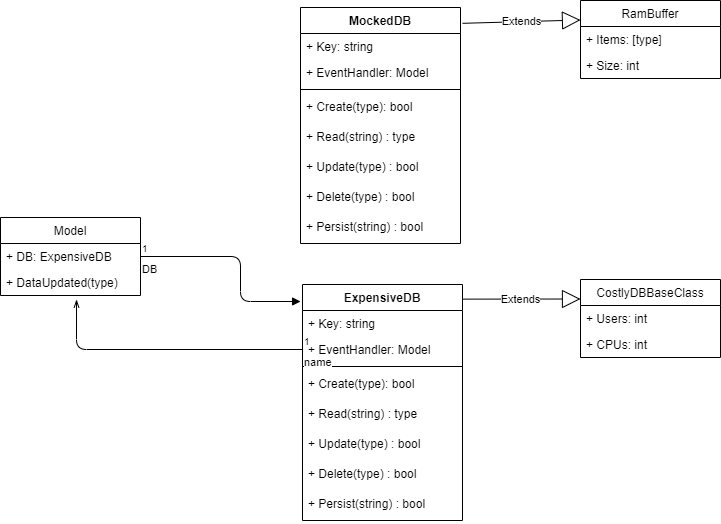 MockedDB
+ Key: string
+ EventHandler: Model
+ Create(type): bool
+ Read(string) : type
+ Update(type) : bool
+ Delete(type) : bool
+ Persist(string) : bool
Extends
RamBuffer
+ Items: [type]
+ Size: int
Model
+ DB: ExpensiveDB
+ DataUpdated(type)
1
DB
ExpensiveDB
+ Key: string
1
+ EventHandler: Model
name
+ Create(type): bool
+ Read(string) : type
+ Update(type) : bool
+ Delete(type) : bool
+ Persist(string) : bool
Extends
CostlyDBBaseClass
+ Users: int
+ CPUs: int